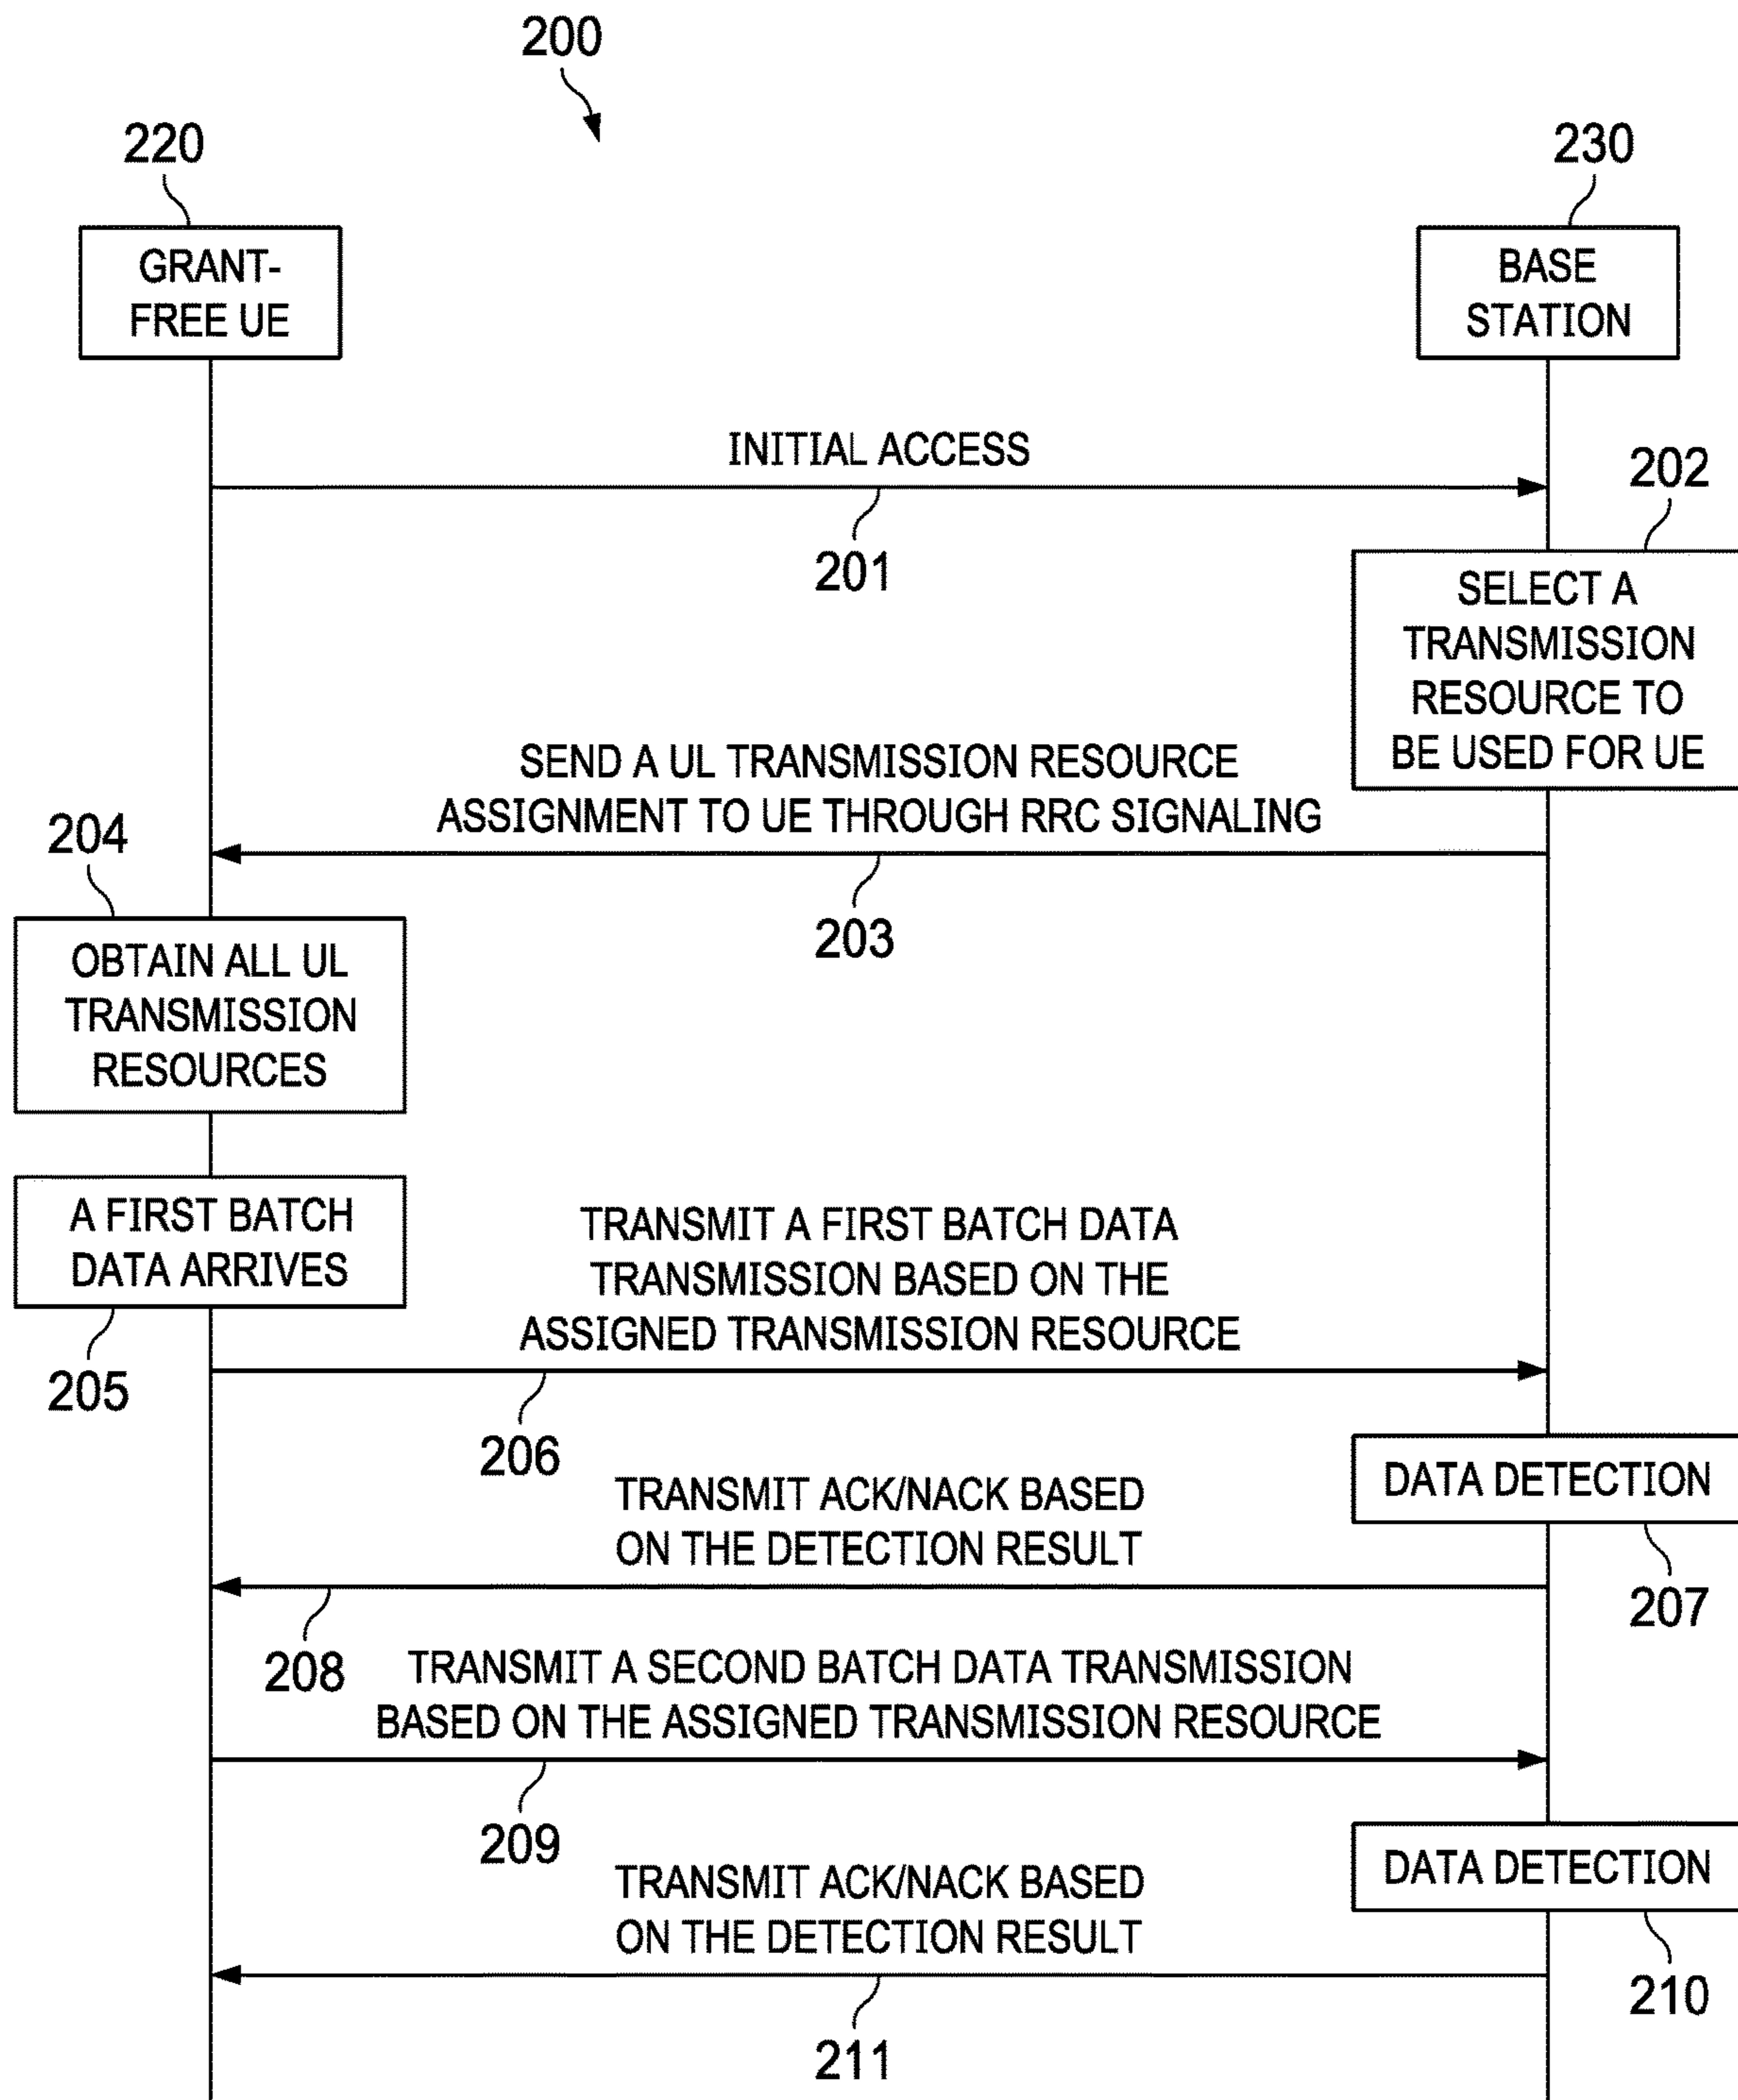 200
220
230
GRANT-
FREE UE
BASE
STATION
INITIAL ACCESS
201
202
SELECT A
TRANSMISSION
RESOURCE TO
BE USED FOR UE
SEND A UL TRANSMISSION RESOURCE
ASSIGNMENT TO UE THROUGH RRC SIGNALING
203
204
OBTAIN ALL UL
TRANSMISSION
RESOURCES
A FIRST BATCH
DATA ARRIVES
205
TRANSMIT A FIRST BATCH DATA
TRANSMISSION BASED ON THE
ASSIGNED TRANSMISSION RESOURCE
206
DATA DETECTION
207
TRANSMIT ACK/NACK BASED
ON THE DETECTION RESULT
208
TRANSMIT A SECOND BATCH DATA TRANSMISSION
BASED ON THE ASSIGNED TRANSMISSION RESOURCE
209
DATA DETECTION
210
TRANSMIT ACK/NACK BASED
ON THE DETECTION RESULT
211